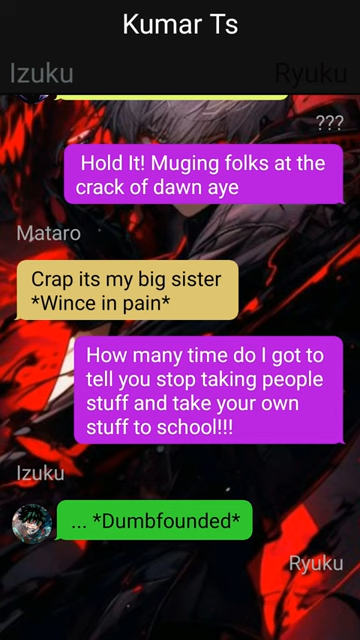 Kumar Ts
Izuku
Ryuku
???
Hold It! Muging folks at the
crack of dawn aye
Mataro
Crap its my big sister
*Wince in pain*
How many time do I got to
tell you stop taking people
stuff and take your own
stuff to school!!!
Izuku
... *Dumbfounded*
Ryuku